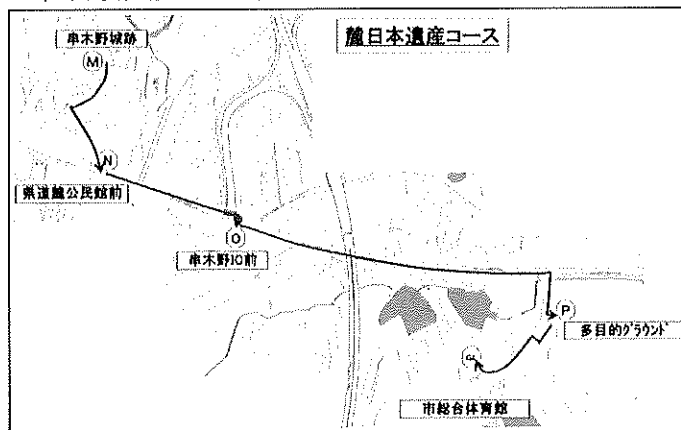 麓日本遺産コース
串木野城跡
M
N
県道麓公民館前
O
串木野IC前
P
多目的グラウンド
市総合体育館